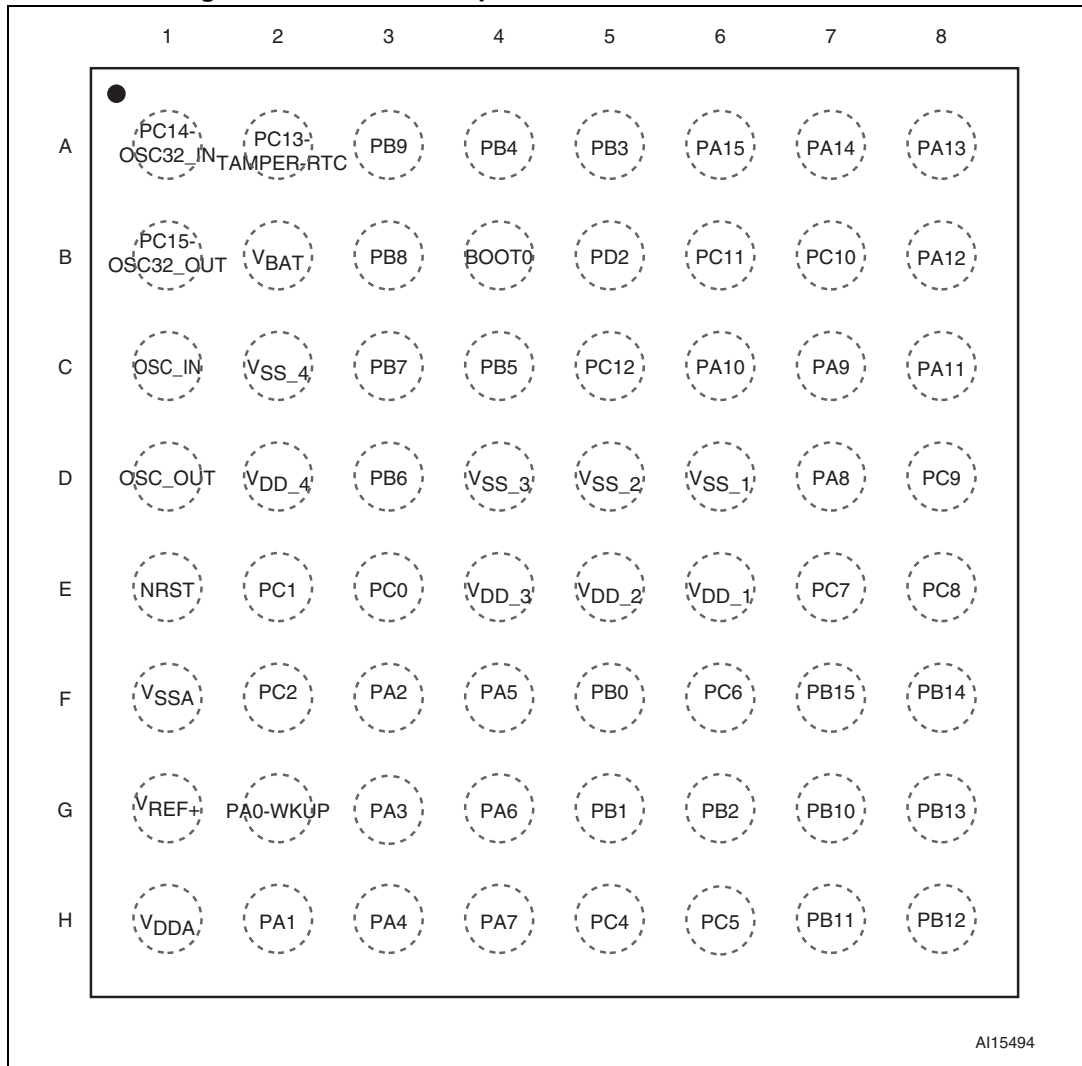 1 2 3 4 5 6 7 8
A PC14-OSC32_IN PC13-TAMPER-RTC PB9 PB4 PB3 PA15 PA14 PA13
B PC15-OSC32_OUT VBAT PB8 BOOT0 PD2 PC11 PC10 PA12
C OSC_IN VSS_4 PB7 PB5 PC12 PA10 PA9 PA11
D OSC_OUT VDD_4 PB6 VSS_3 VSS_2 VSS_1 PA8 PC9
E NRST PC1 PC0 VDD_3 VDD_2 VDD_1 PC7 PC8
F VSSA PC2 PA2 PA5 PB0 PC6 PB15 PB14
G VREF+ PA0-WKUP PA3 PA6 PB1 PB2 PB10 PB13
H VDDA PA1 PA4 PA7 PC4 PC5 PB11 PB12
AI15494